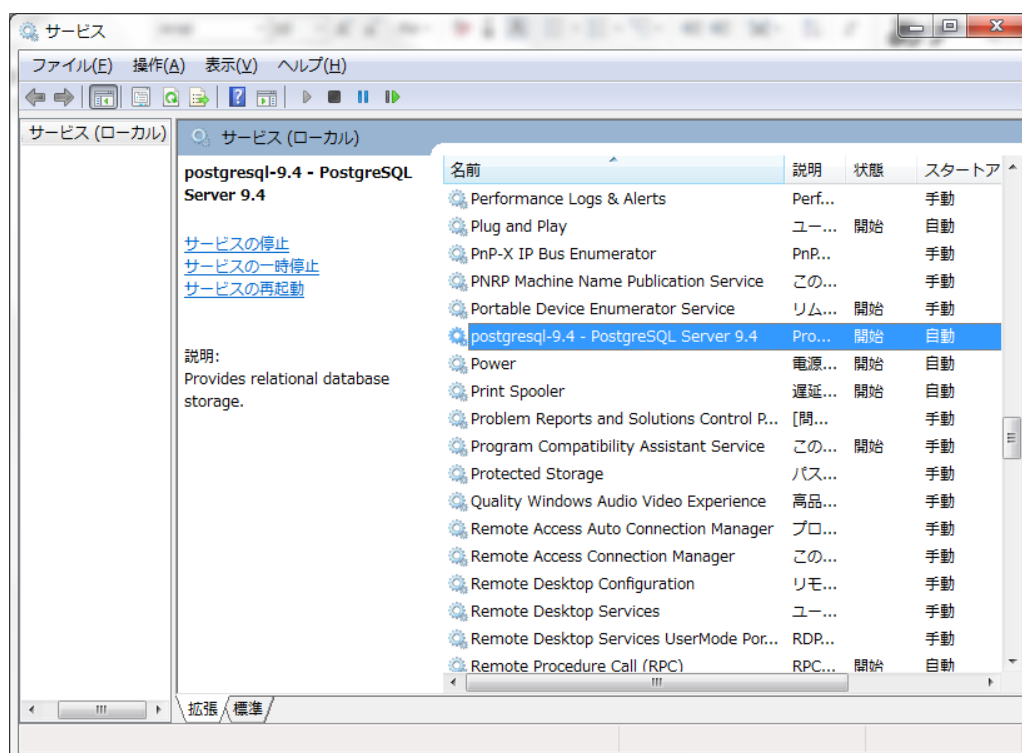 サービス
ファイル(F) 操作(A) 表示(V) ヘルプ(H)
サービス (ローカル)
サービス (ローカル)
postgresql-9.4 - PostgreSQL
Server 9.4
サービスの停止
サービスの一時停止
サービスの再起動
説明:
Provides relational database
storage.
名前 説明 状態 スタートア
Performance Logs & Alerts Perf... 手動
Plug and Play ユー... 開始 自動
PnP-X IP Bus Enumerator PnP... 手動
PNRP Machine Name Publication Service この... 手動
Portable Device Enumerator Service リム... 開始 手動
postgresql-9.4 - PostgreSQL Server 9.4 Pro... 開始 自動
Power 電源... 開始 自動
Print Spooler 遅延... 開始 自動
Problem Reports and Solutions Control P... [問... 手動
Program Compatibility Assistant Service この... 開始 手動
Protected Storage パス... 手動
Quality Windows Audio Video Experience 高品... 手動
Remote Access Auto Connection Manager プロ... 手動
Remote Access Connection Manager この... 手動
Remote Desktop Configuration リモ... 手動
Remote Desktop Services ユー... 手動
Remote Desktop Services UserMode Por... RDP... 手動
Remote Procedure Call (RPC) RPC... 開始 自動
拡張 標準